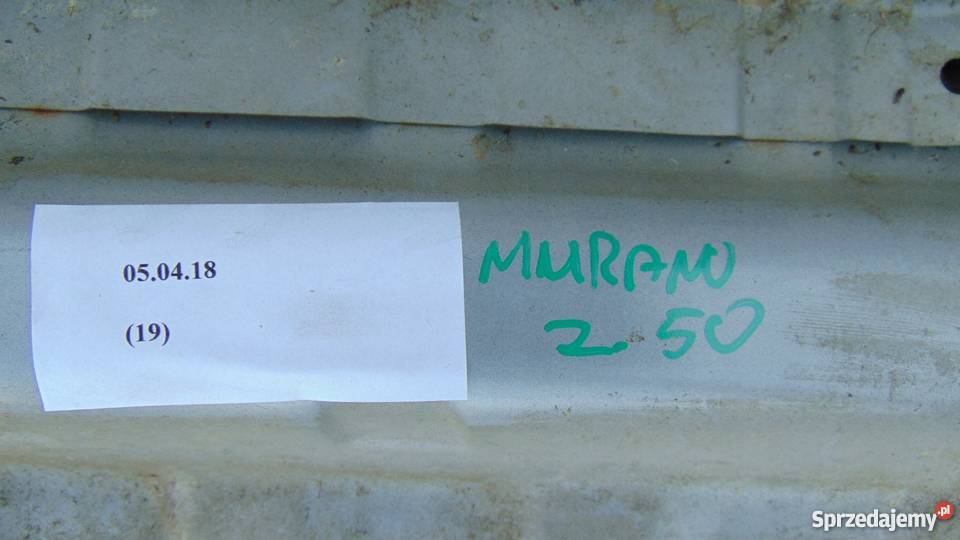 05.04.18
(19)
MURANO
2.50
Sprzedajemy.pl